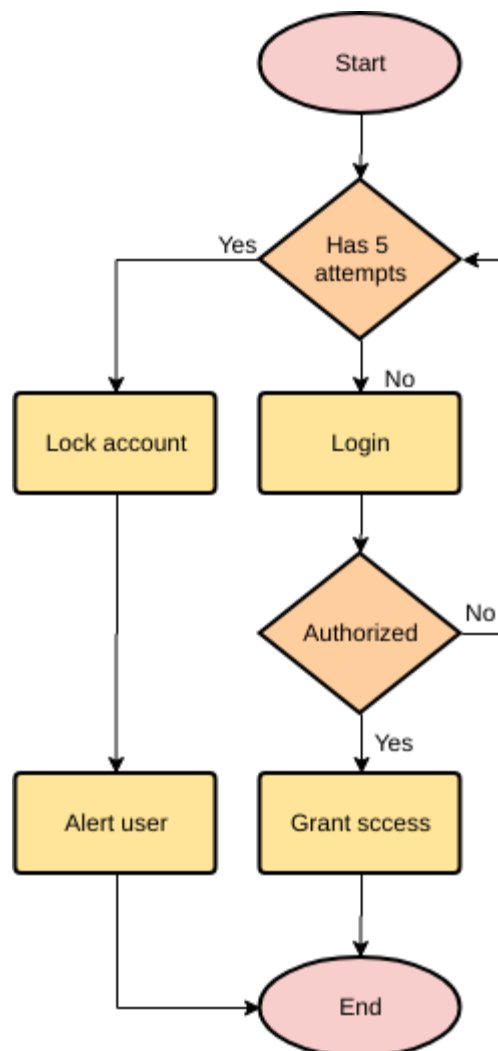 Start
Has 5
attempts
Yes
No
Lock account
Login
Authorized
No
Yes
Alert user
Grant sccess
End